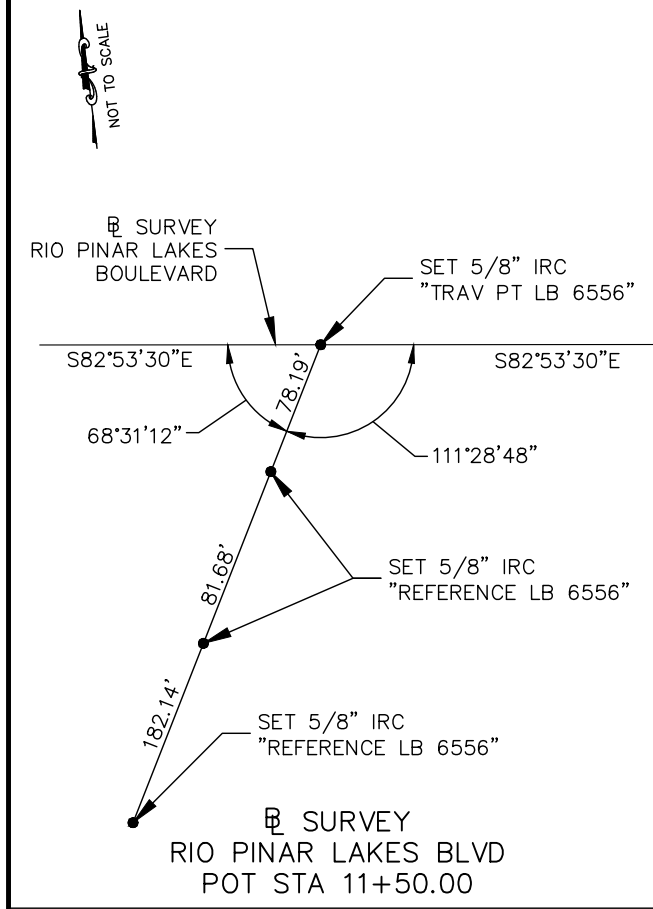 NOT TO SCALE
BL SURVEY
RIO PINAR LAKES
BOULEVARD
SET 5/8" IRC
"TRAV PT LB 6556"
S82°53'30"E
S82°53'30"E
78.19'
68°31'12"
111°28'48"
81.68'
SET 5/8" IRC
"REFERENCE LB 6556"
182.14'
SET 5/8" IRC
"REFERENCE LB 6556"
BL SURVEY
RIO PINAR LAKES BLVD
POT STA 11+50.00